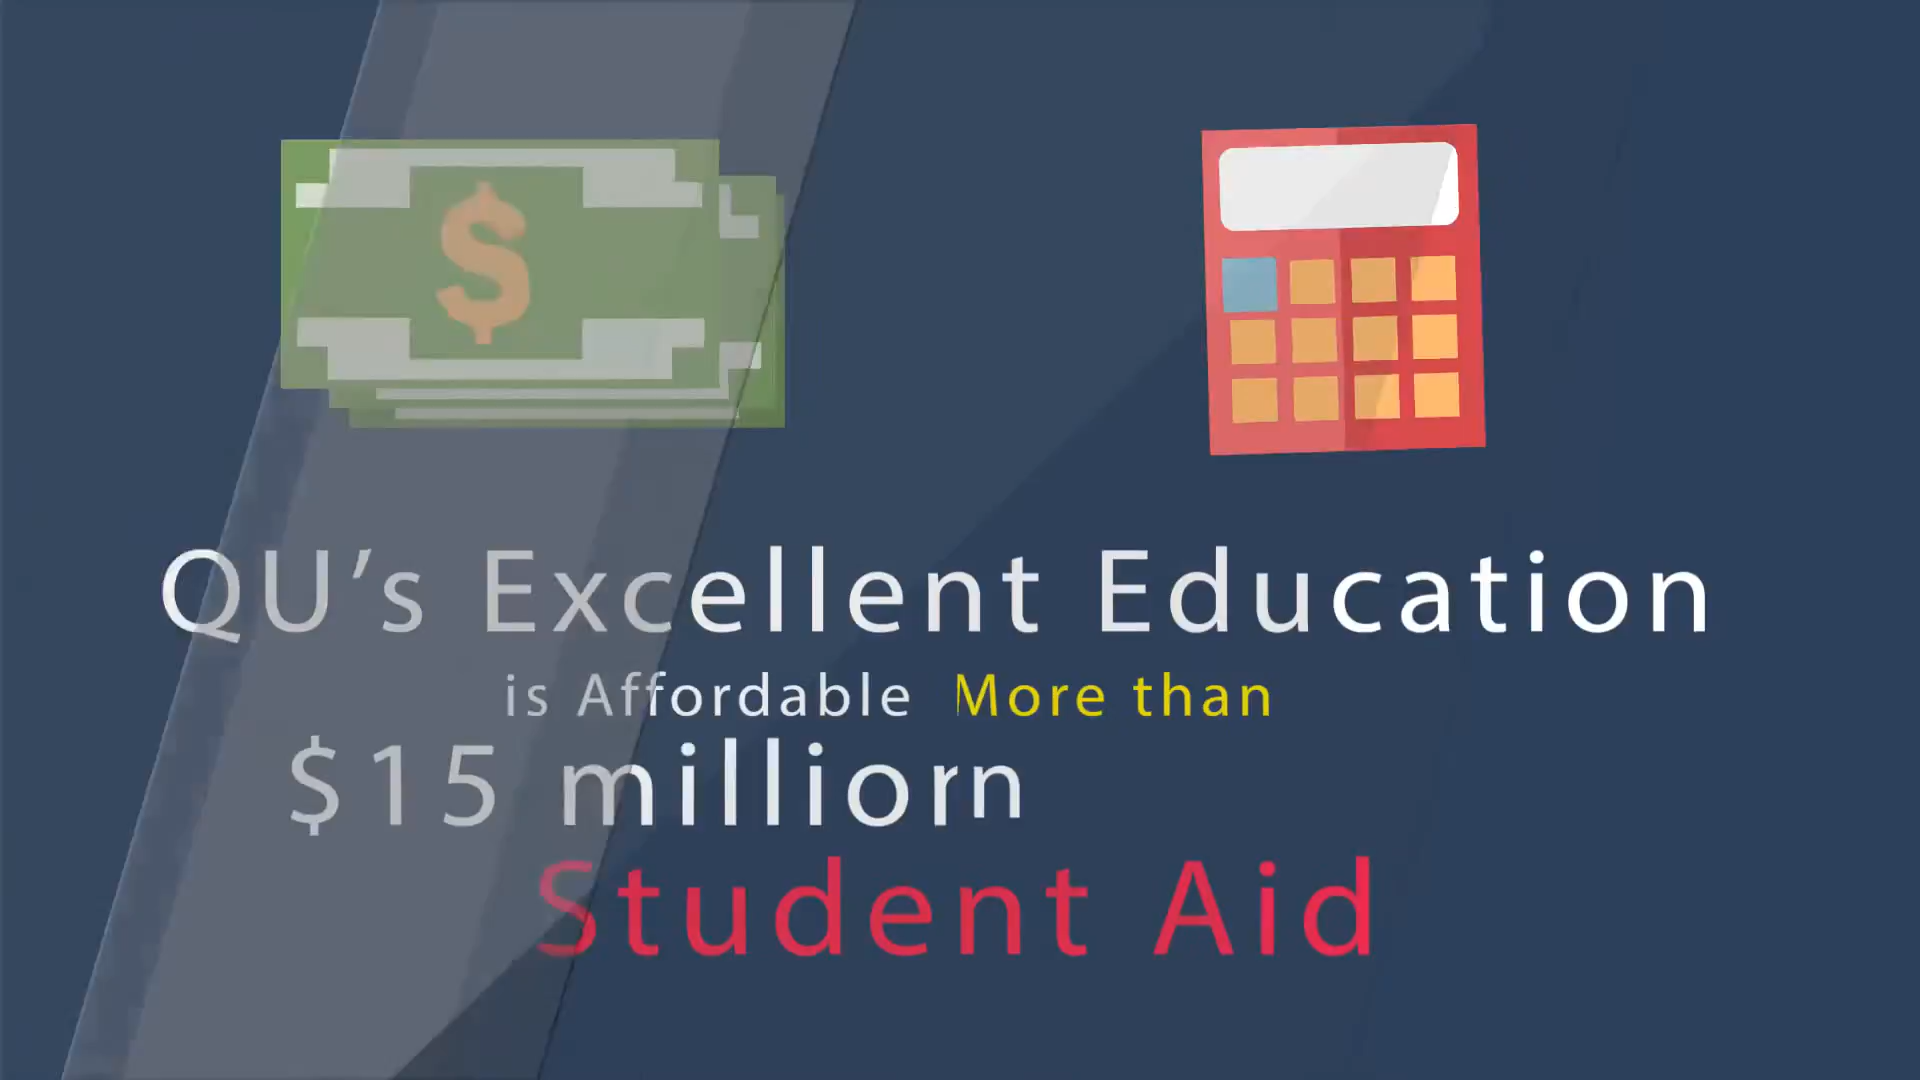 QU’s Excellent Education
is Affordable More than
$15 milliorn
Student Aid